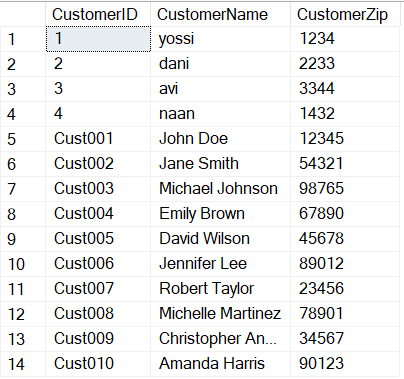 CustomerID CustomerName CustomerZip
1 1 yossi 1234
2 2 dani 2233
3 3 avi 3344
4 4 naan 1432
5 Cust001 John Doe 12345
6 Cust002 Jane Smith 54321
7 Cust003 Michael Johnson 98765
8 Cust004 Emily Brown 67890
9 Cust005 David Wilson 45678
10 Cust006 Jennifer Lee 89012
11 Cust007 Robert Taylor 23456
12 Cust008 Michelle Martinez 78901
13 Cust009 Christopher An... 34567
14 Cust010 Amanda Harris 90123